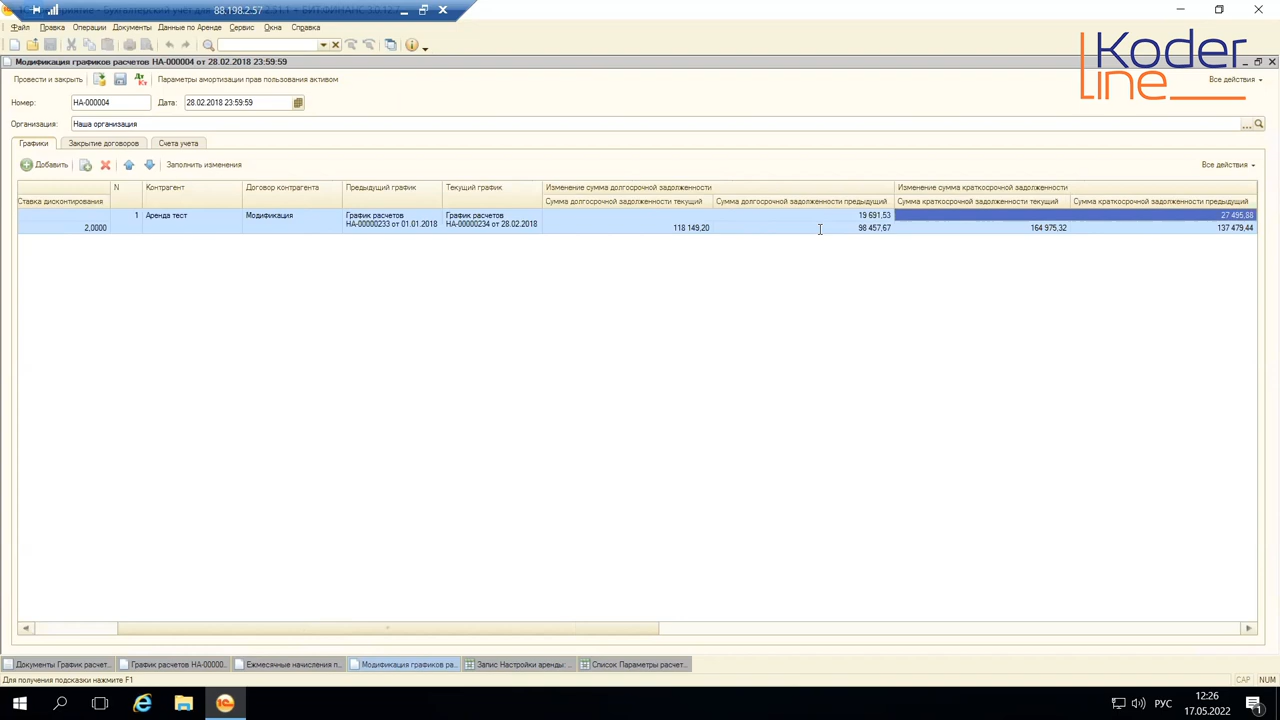 88.198.2.57
Файл Правка Операции Документы Данные по Аренде Сервис Окна Справка
Koder
Line
Модификация графиков расчетов НА-000004 от 28.02.2018 23:59:59
Провести и закрыть Параметры амортизации прав пользования активом Все действия
Номер: НА-000004 Дата: 28.02.2018 23:59:59
Организация: Наша организация
Графики Закрытие договоров Счета учета
Добавить Заполнить изменения Все действия
N Контрагент Договор контрагента Предыдущий график Текущий график Изменение сумма долгосрочной задолженности Изменение сумма краткосрочной задолженности
Ставка дисконтирования Сумма долгосрочной задолженности текущий Сумма долгосрочной задолженности предыдущий Сумма краткосрочной задолженности текущий Сумма краткосрочной задолженности предыдущий
1 Аренда тест Модификация График расчетов График расчетов 19 691,53 27 495,88
НА-00000233 от 01.01.2018 НА-00000234 от 28.02.2018
2,0000 118 149,20 98 457,67 164 975,32 137 479,44
Документы График расчет... График расчетов НА-00000... Ежемесячные начисления п... Модификация графиков ра... Запись Настройки аренды:... Список Параметры расчет...
Для получения подсказки нажмите F1 CAP NUM
РУС 12:26
17.05.2022
1